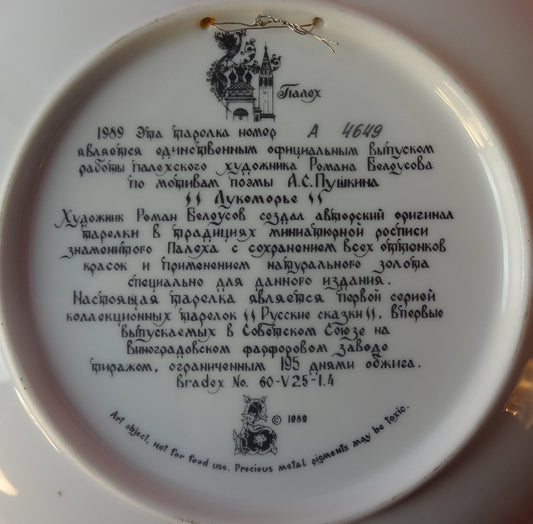 Палех
1989 Эта тарелка номер А 4649
является единственным официальным выпуском
работы палехского художника Романа Белоусова
по мотивам поэмы А.С.Пушкина
"Лукоморье"
Художник Роман Белоусов создал авторский оригинал
тарелки в традициях миниатюрной росписи
знаменитого Палеха с сохранением всех оттенков
красок и применением натурального золота
специально для данного издания.
Настоящая тарелка является первой серией
коллекционных тарелок "Русские сказки", впервые
выпускаемых в Советском Союзе на
Виноградовском фарфоровом заводе
тиражом, ограниченным 195 днями обжига.
Bradex No. 60-V25-1.4
© 1989
Art object, not for food use. Precious metal pigments may be toxic.